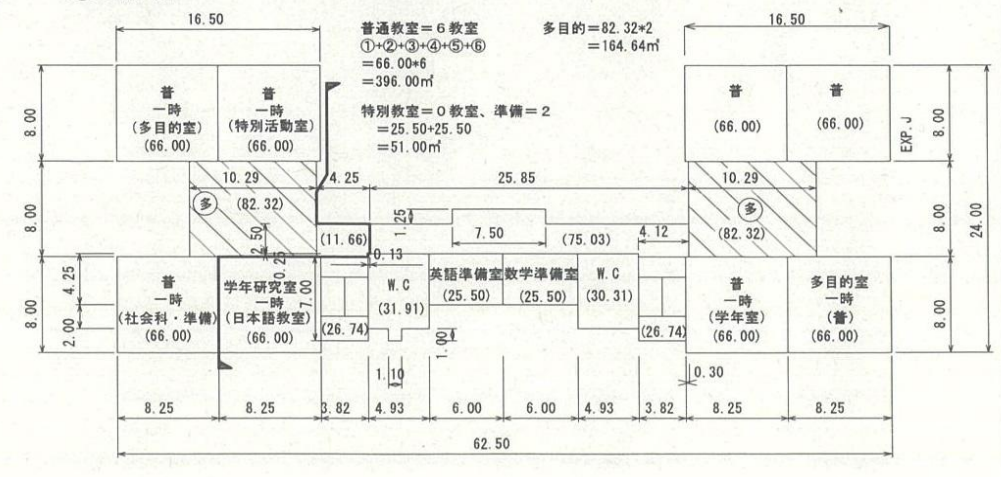 16.50
普通教室＝６教室
①+②+③+④+⑤+⑥
＝66.00*6
＝396.00㎡
多目的＝82.32*2
＝164.64㎡
16.50
特別教室＝０教室、準備＝２
＝25.50+25.50
＝51.00㎡
8.00
普
一時
(多目的室)
(66.00)
普
一時
(特別活動室)
(66.00)
普
(66.00)
普
(66.00)
EXP.J
8.00
24.00
8.00
10.29
4.25
25.85
10.29
多
(82.32)
多
(82.32)
8.00
2.50
(11.66)
1.25
7.50
(75.03)
4.12
0.25
0.13
8.00
4.25
2.00
普
一時
(社会科・準備)
(66.00)
学年研究室
一時
(日本語教室)
(66.00)
7.00
(26.74)
W.C
(31.91)
英語準備室
(25.50)
数学準備室
(25.50)
W.C
(30.31)
(26.74)
普
一時
(学年室)
(66.00)
多目的室
一時
(普)
(66.00)
8.00
1.00
1.10
0.30
8.25
8.25
3.82
4.93
6.00
6.00
4.93
3.82
8.25
8.25
62.50